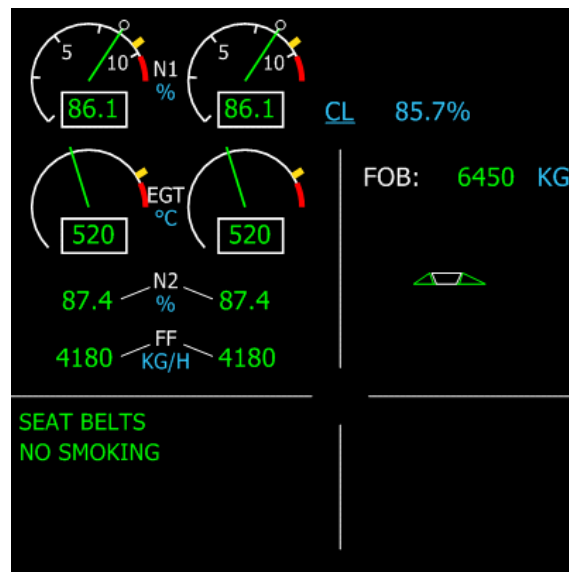 5 10 N1 5 10
86.1 % 86.1 CL 85.7%
EGT FOB: 6450 KG
520 °C 520
87.4 N2 % 87.4
4180 FF KG/H 4180
SEAT BELTS
NO SMOKING